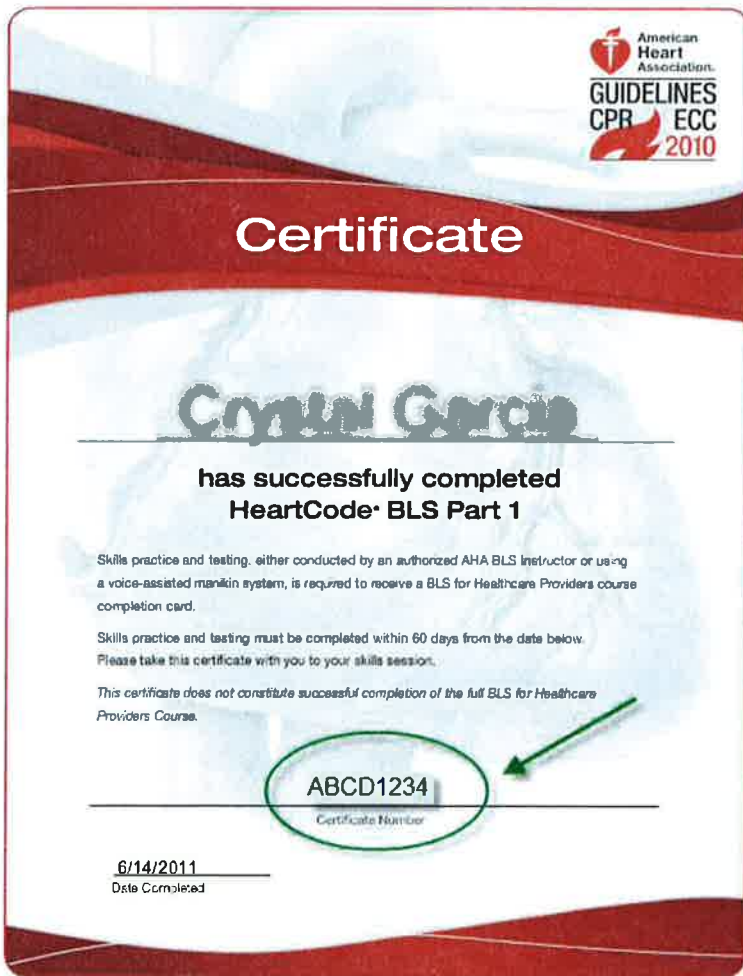 American
Heart
Association.
GUIDELINES
CPR ECC
2010
Certificate
Crystal Garcia
has successfully completed
HeartCode® BLS Part 1
Skills practice and testing, either conducted by an authorized AHA BLS Instructor or using
a voice-assisted manikin system, is required to receive a BLS for Healthcare Providers course
completion card.
Skills practice and testing must be completed within 60 days from the date below.
Please take this certificate with you to your skills session.
This certificate does not constitute successful completion of the full BLS for Healthcare
Providers Course.
ABCD1234
Certificate Number
6/14/2011
Date Completed